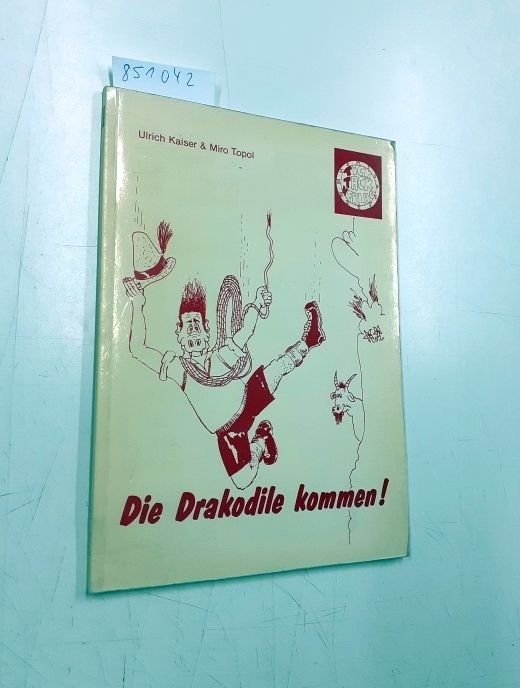 851042
Ulrich Kaiser & Miro Topol
Die Drakodile kommen!